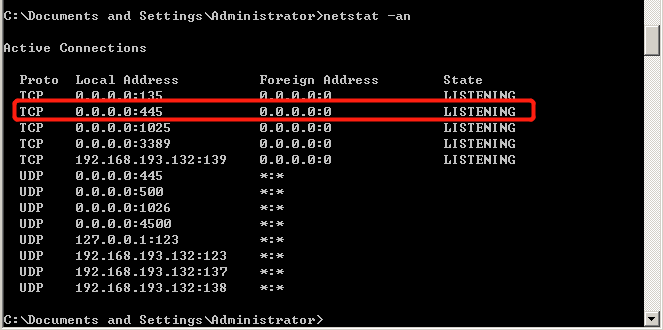 C:\Documents and Settings\Administrator>netstat -an
Active Connections
Proto Local Address Foreign Address State
TCP 0.0.0.0:135 0.0.0.0:0 LISTENING
TCP 0.0.0.0:445 0.0.0.0:0 LISTENING
TCP 0.0.0.0:1025 0.0.0.0:0 LISTENING
TCP 0.0.0.0:3389 0.0.0.0:0 LISTENING
TCP 192.168.193.132:139 0.0.0.0:0 LISTENING
UDP 0.0.0.0:445 *:*
UDP 0.0.0.0:500 *:*
UDP 0.0.0.0:1026 *:*
UDP 0.0.0.0:4500 *:*
UDP 127.0.0.1:123 *:*
UDP 192.168.193.132:123 *:*
UDP 192.168.193.132:137 *:*
UDP 192.168.193.132:138 *:*
C:\Documents and Settings\Administrator>